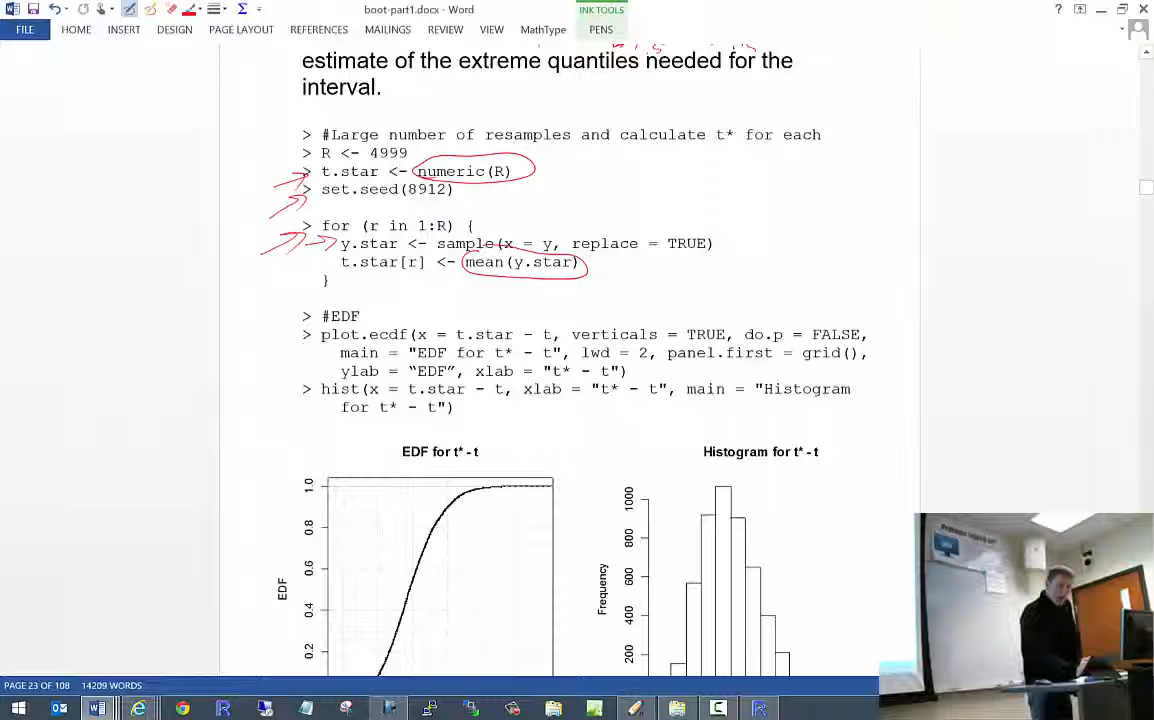 boot-part1.docx - Word
INK TOOLS
FILE HOME INSERT DESIGN PAGE LAYOUT REFERENCES MAILINGS REVIEW VIEW MathType PENS
estimate of the extreme quantiles needed for the
interval.
> #Large number of resamples and calculate t* for each
> R <- 4999
> t.star <- numeric(R)
> set.seed(8912)
> for (r in 1:R) {
y.star <- sample(x = y, replace = TRUE)
t.star[r] <- mean(y.star)
}
> #EDF
> plot.ecdf(x = t.star - t, verticals = TRUE, do.p = FALSE,
main = "EDF for t* - t", lwd = 2, panel.first = grid(),
ylab = “EDF”, xlab = "t* - t")
> hist(x = t.star - t, xlab = "t* - t", main = "Histogram
for t* - t")
EDF for t* - t
Histogram for t* - t
EDF
0.2 0.4 0.6 0.8 1.0
Frequency
200 400 600 800 1000
PAGE 23 OF 108 14209 WORDS